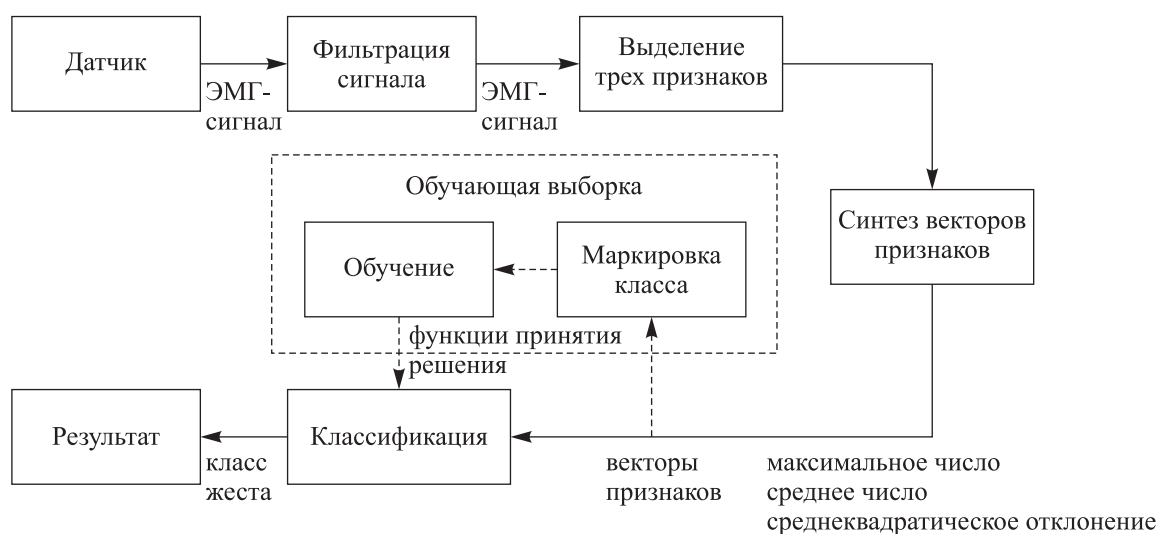 Датчик
ЭМГ-
сигнал
Фильтрация
сигнала
ЭМГ-
сигнал
Выделение
трех признаков
Обучающая выборка
Синтез векторов
признаков
Обучение
Маркировка
класса
функции принятия
решения
Результат
класс
жеста
Классификация
векторы
признаков
максимальное число
среднее число
среднеквадратическое отклонение